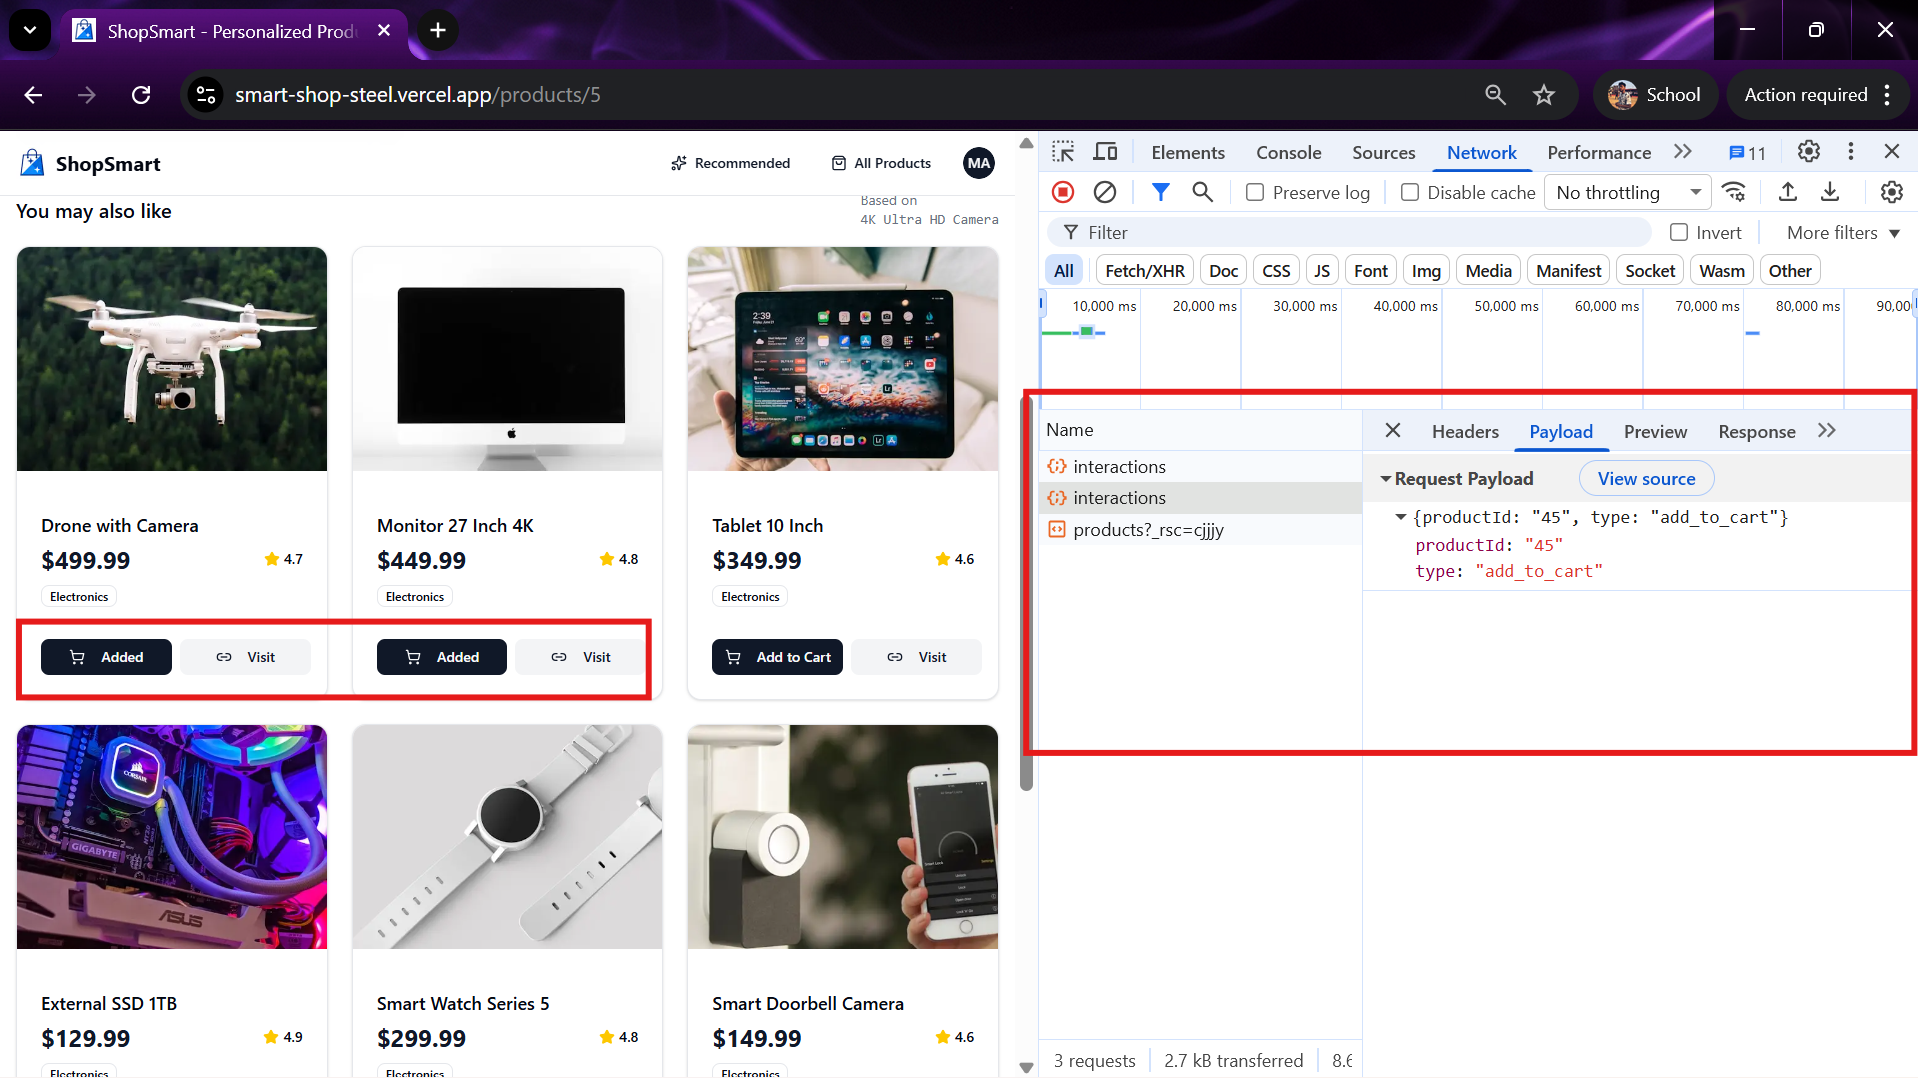 ShopSmart - Personalized Prod
smart-shop-steel.vercel.app/products/5
School
Action required
ShopSmart
Recommended
All Products
MA
You may also like
Based on
4K Ultra HD Camera
Drone with Camera
$499.99
4.7
Electronics
Added
Visit
Monitor 27 Inch 4K
$449.99
4.8
Electronics
Added
Visit
2:39
Tablet 10 Inch
$349.99
4.6
Electronics
Add to Cart
Visit
CORSAIR
GIGABYTE
ASUS
External SSD 1TB
$129.99
4.9
Electronics
Smart Watch Series 5
$299.99
4.8
Electronics
Smart Doorbell Camera
$149.99
4.6
Electronics
Elements
Console
Sources
Network
Performance
11
Preserve log
Disable cache
No throttling
Filter
Invert
More filters
All
Fetch/XHR
Doc
CSS
JS
Font
Img
Media
Manifest
Socket
Wasm
Other
10,000 ms
20,000 ms
30,000 ms
40,000 ms
50,000 ms
60,000 ms
70,000 ms
80,000 ms
90,00
Name
interactions
interactions
products?_rsc=cjjjy
Headers
Payload
Preview
Response
Request Payload
View source
{productId: "45", type: "add_to_cart"}
productId: "45"
type: "add_to_cart"
3 requests
2.7 kB transferred
8.6